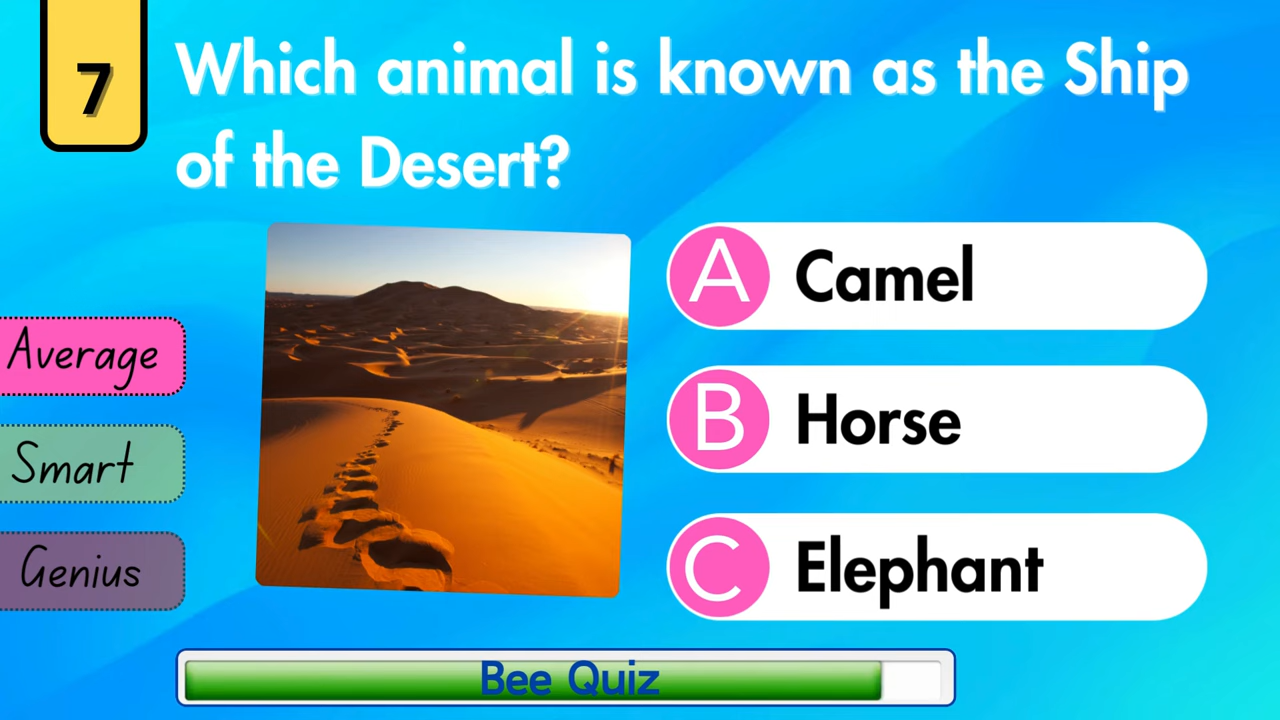 7
Which animal is known as the Ship
of the Desert?
A Camel
B Horse
C Elephant
Average
Smart
Genius
Bee Quiz